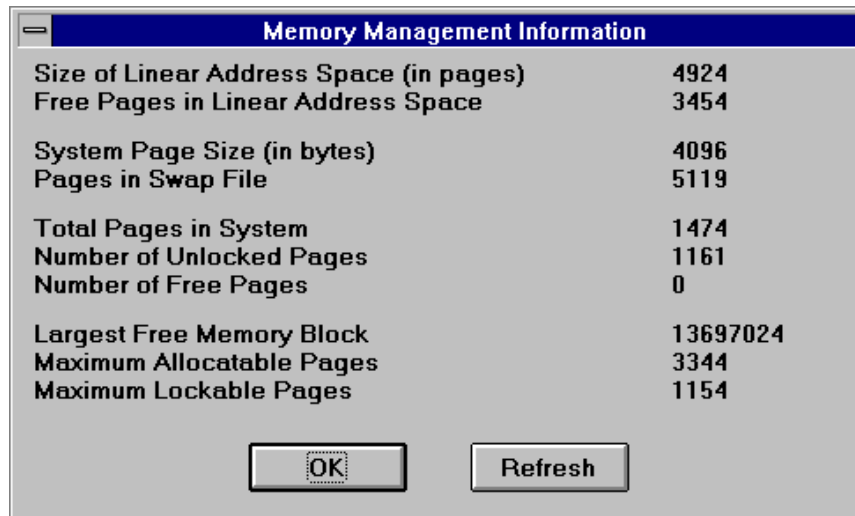 Memory Management Information
Size of Linear Address Space (in pages) 4924
Free Pages in Linear Address Space 3454
System Page Size (in bytes) 4096
Pages in Swap File 5119
Total Pages in System 1474
Number of Unlocked Pages 1161
Number of Free Pages 0
Largest Free Memory Block 13697024
Maximum Allocatable Pages 3344
Maximum Lockable Pages 1154
OK Refresh